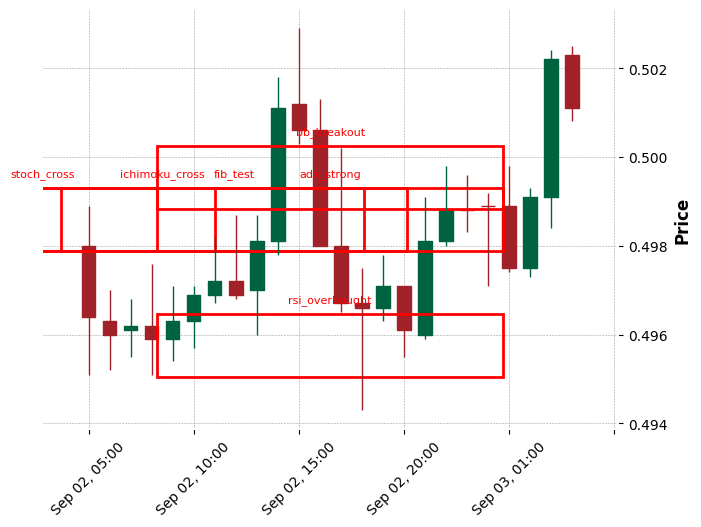 bb_breakout
stoch_cross
ichimoku_cross
fib_test
adx_strong
rsi_overbought
0.502
0.500
0.498
0.496
0.494
Price
Sep 02, 05:00
Sep 02, 10:00
Sep 02, 15:00
Sep 02, 20:00
Sep 03, 01:00